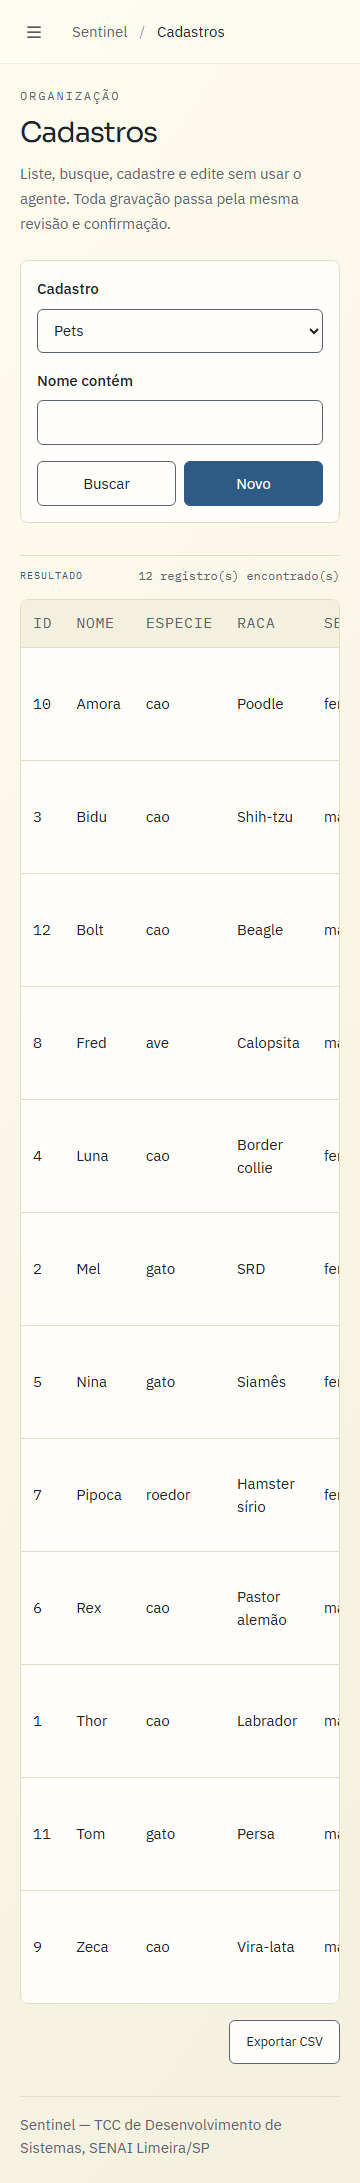 Sentinel / Cadastros
ORGANIZAÇÃO
Cadastros
Liste, busque, cadastre e edite sem usar o
agente. Toda gravação passa pela mesma
revisão e confirmação.
Cadastro
Pets
Nome contém
Buscar Novo
RESULTADO 12 registro(s) encontrado(s)
ID NOME ESPECIE RACA
10 Amora cao Poodle
3 Bidu cao Shih-tzu
12 Bolt cao Beagle
8 Fred ave Calopsita
4 Luna cao Border
collie
2 Mel gato SRD
5 Nina gato Siamês
7 Pipoca roedor Hamster
sírio
6 Rex cao Pastor
alemão
1 Thor cao Labrador
11 Tom gato Persa
9 Zeca cao Vira-lata
Exportar CSV
Sentinel — TCC de Desenvolvimento de
Sistemas, SENAI Limeira/SP